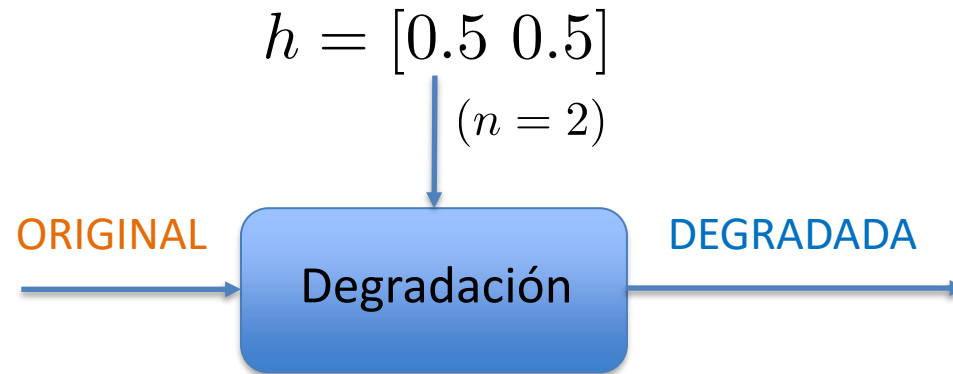 h = [0.5 0.5]
(n = 2)
ORIGINAL
DEGRADADA
Degradación